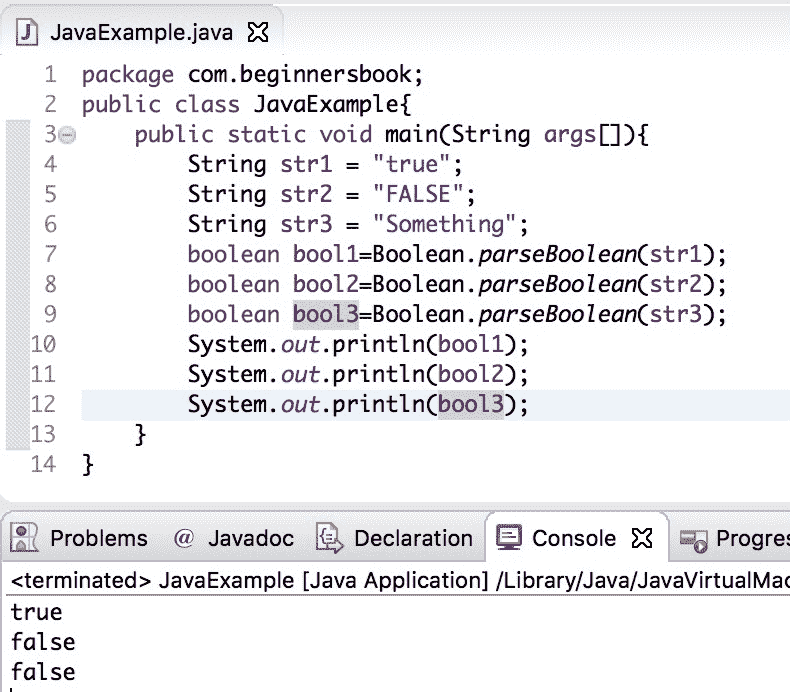 JavaExample.java
1 package com.beginnersbook;
2 public class JavaExample{
3     public static void main(String args[]){
4         String str1 = "true";
5         String str2 = "FALSE";
6         String str3 = "Something";
7         boolean bool1=Boolean.parseBoolean(str1);
8         boolean bool2=Boolean.parseBoolean(str2);
9         boolean bool3=Boolean.parseBoolean(str3);
10         System.out.println(bool1);
11         System.out.println(bool2);
12         System.out.println(bool3);
13     }
14 }
Problems @ Javadoc Declaration Console Progres
<terminated> JavaExample [Java Application] /Library/Java/JavaVirtualMac
true
false
false